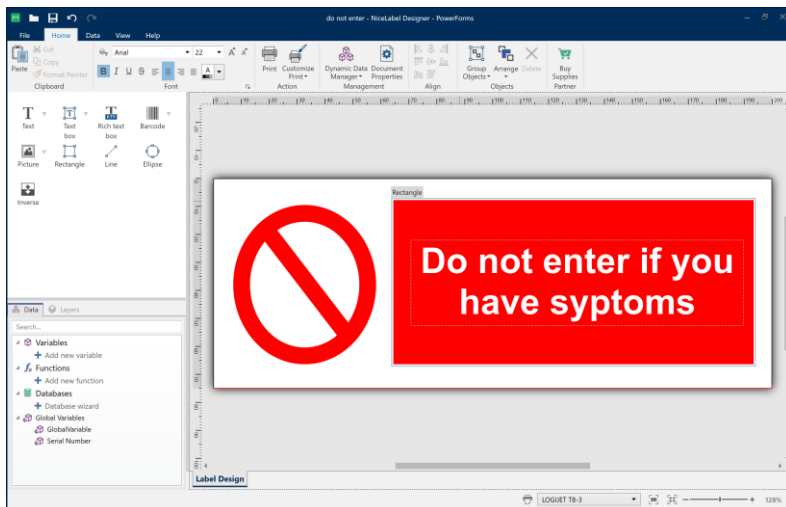 do not enter - NiceLabel Designer - PowerForms
File Home Data View Help
Paste
Cut
Copy
Format Painter
Clipboard
Arial 22
B I U S
Font
Print Customize Print
Action
Dynamic Data Manager Document Properties
Management
Align
Group Objects Arrange Delete
Objects
Buy Supplies
Partner
Text Text box Rich text box Barcode
Picture Rectangle Line Ellipse
Inverse
Rectangle
Do not enter if you
have syptoms
Data Layers
Search...
Variables
Add new variable
Functions
Add new function
Databases
Database wizard
Global Variables
GlobalVariable
Serial Number
Label Design
LOGUET T8-3 128%